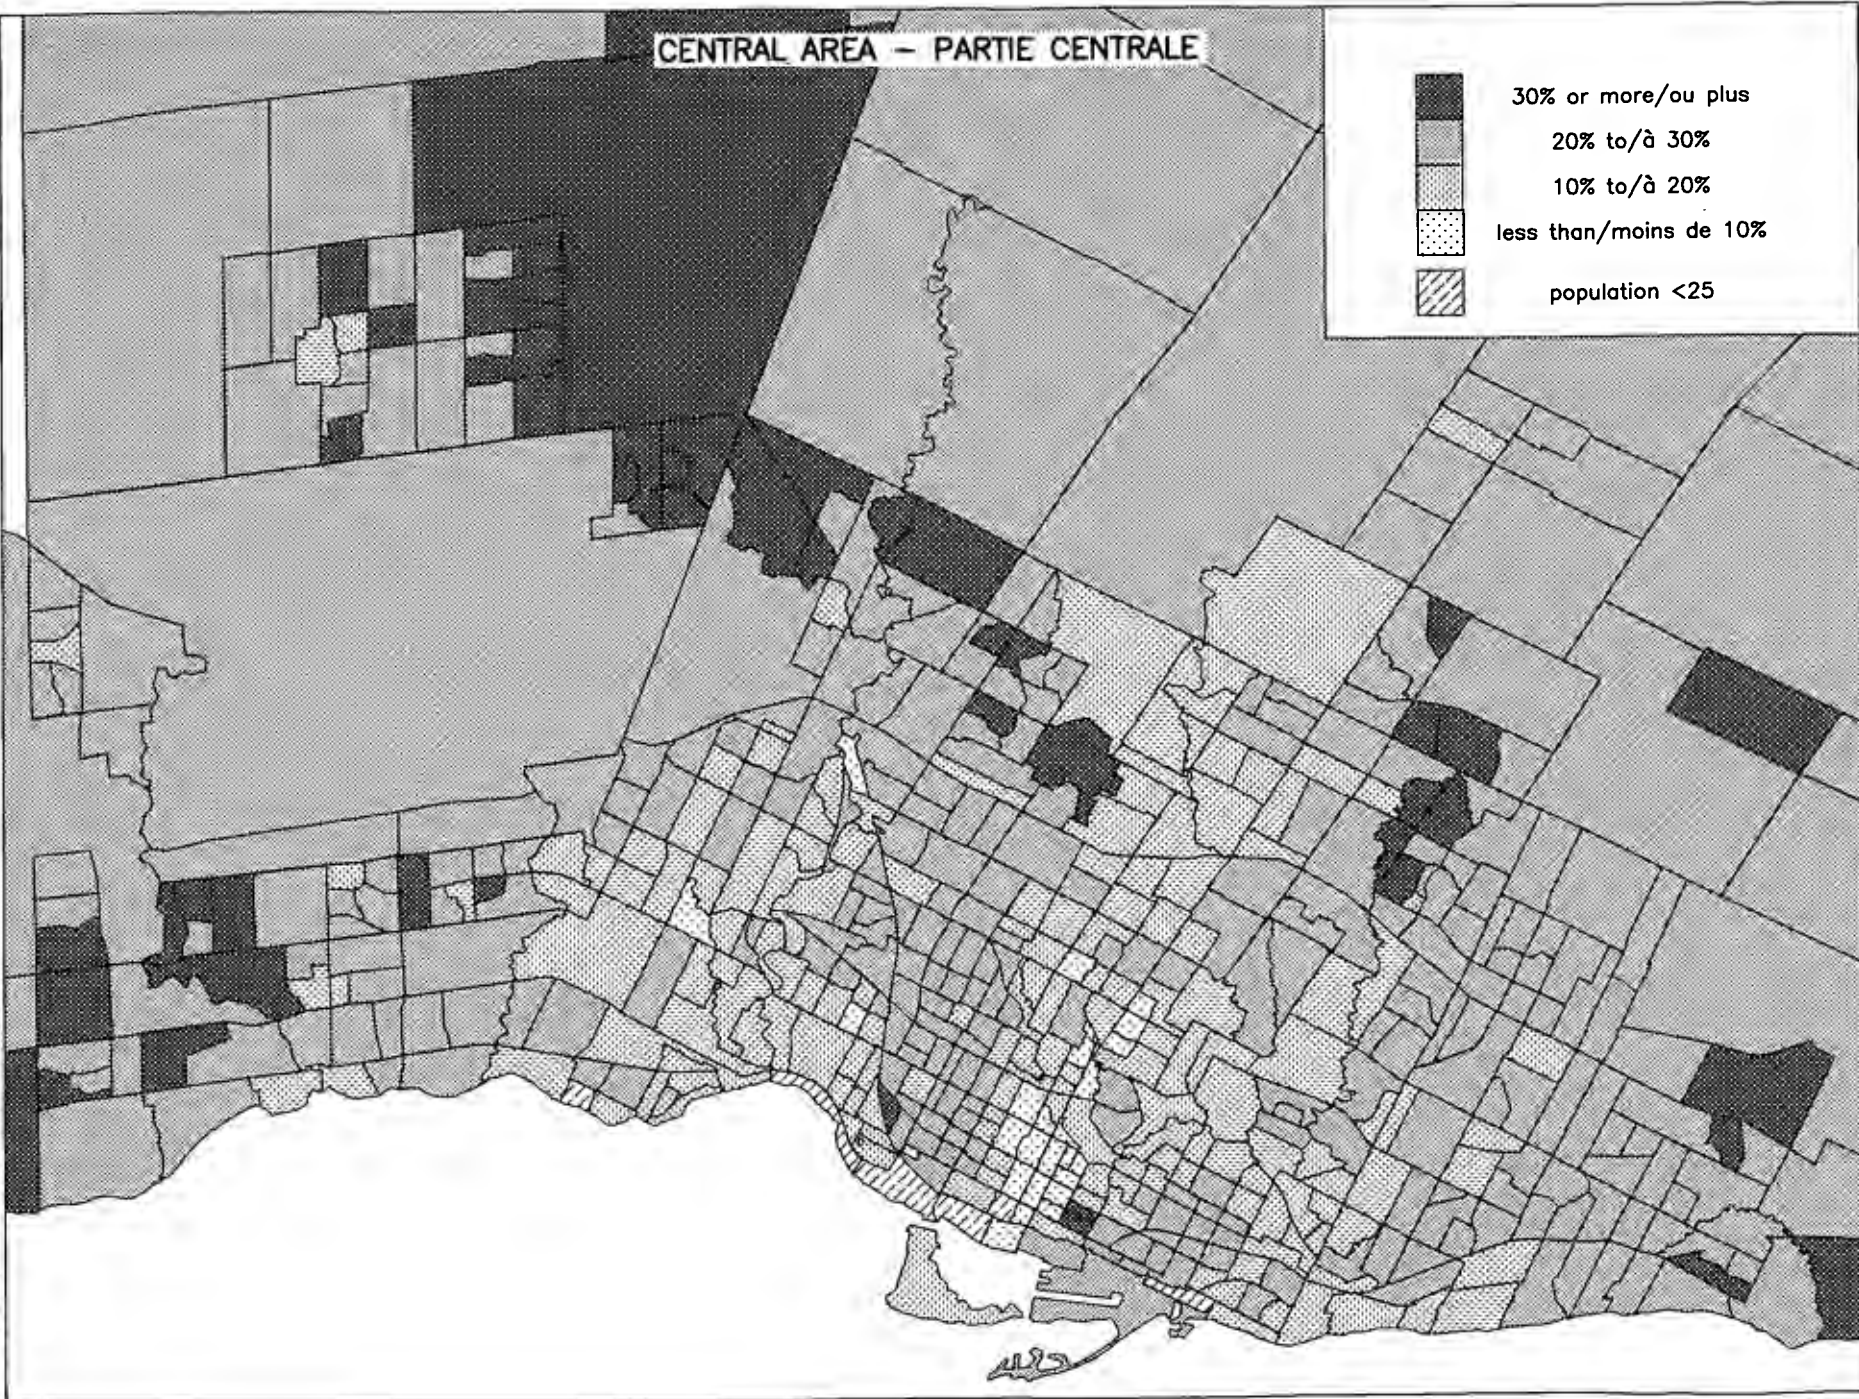 CENTRAL AREA - PARTIE CENTRALE
30% or more/ou plus
20% to/à 30%
10% to/à 20%
less than/moins de 10%
population <25